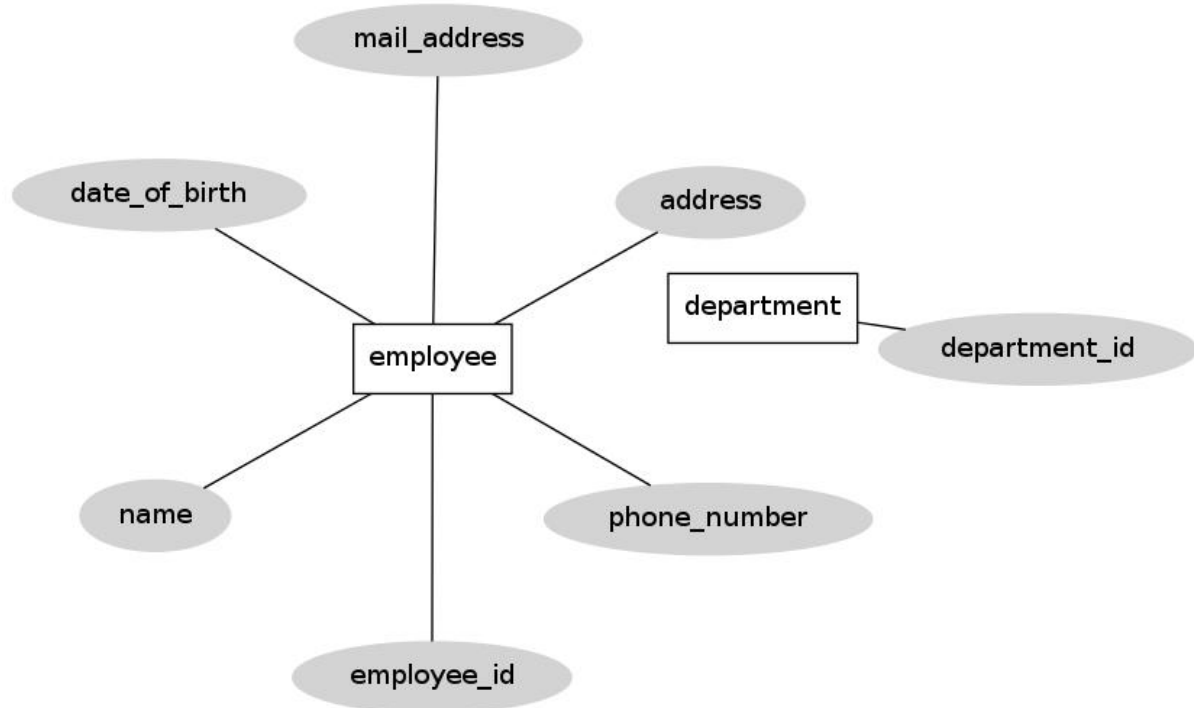 mail_address
date_of_birth
address
department
department_id
employee
name
phone_number
employee_id